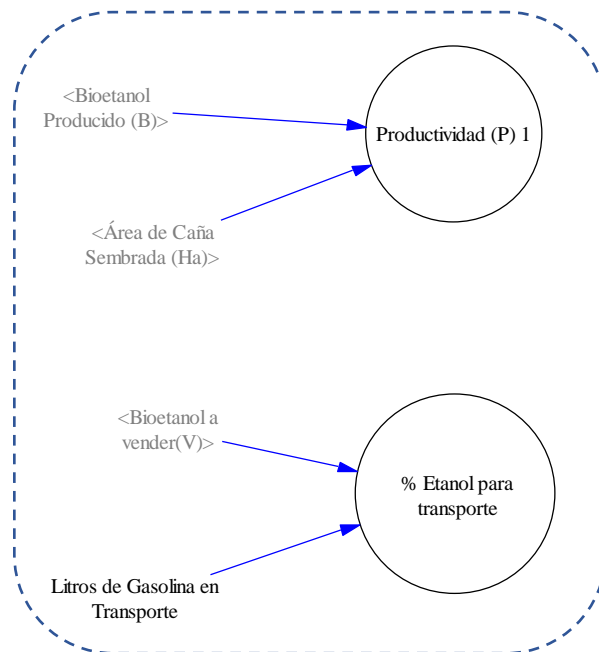 <Bioetanol
Producido (B)>
Productividad (P) 1
<Área de Caña
Sembrada (Ha)>
<Bioetanol a
vender(V)>
% Etanol para
transporte
Litros de Gasolina en
Transporte